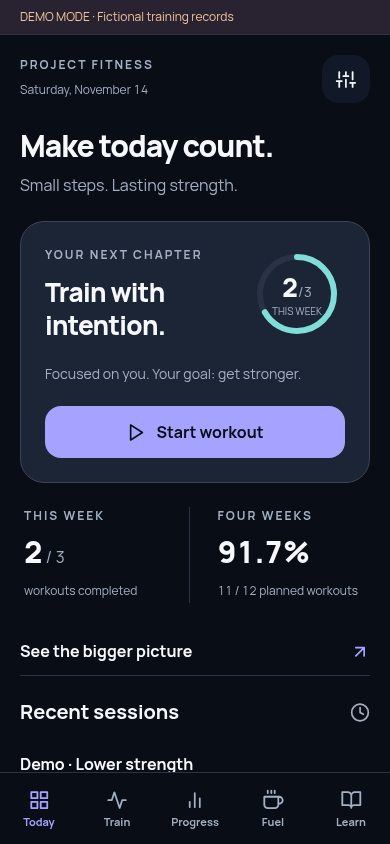 DEMO MODE · Fictional training records
PROJECT FITNESS
Saturday, November 14
Make today count.
Small steps. Lasting strength.
YOUR NEXT CHAPTER
Train with
intention.
2/3
THIS WEEK
Focused on you. Your goal: get stronger.
Start workout
THIS WEEK
2 / 3
workouts completed
FOUR WEEKS
91.7%
11 / 12 planned workouts
See the bigger picture
Recent sessions
Demo · Lower strength
Today
Train
Progress
Fuel
Learn